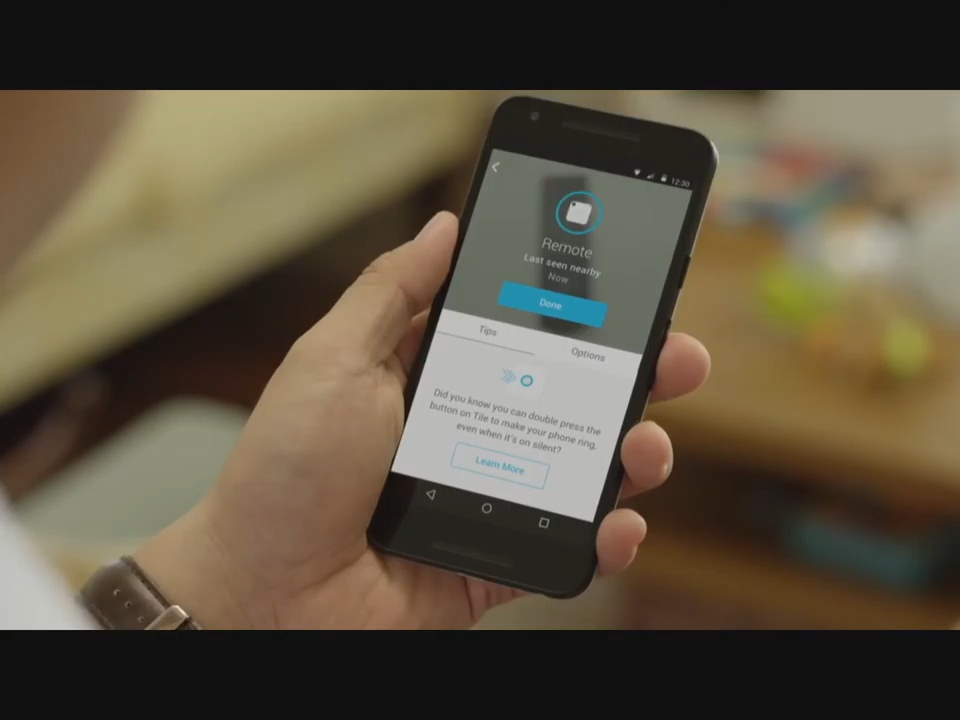 12:30
Remote
Last seen nearby
Now
Done
Tips
Options
Did you know you can double press the
button on Tile to make your phone ring,
even when it's on silent?
Learn More